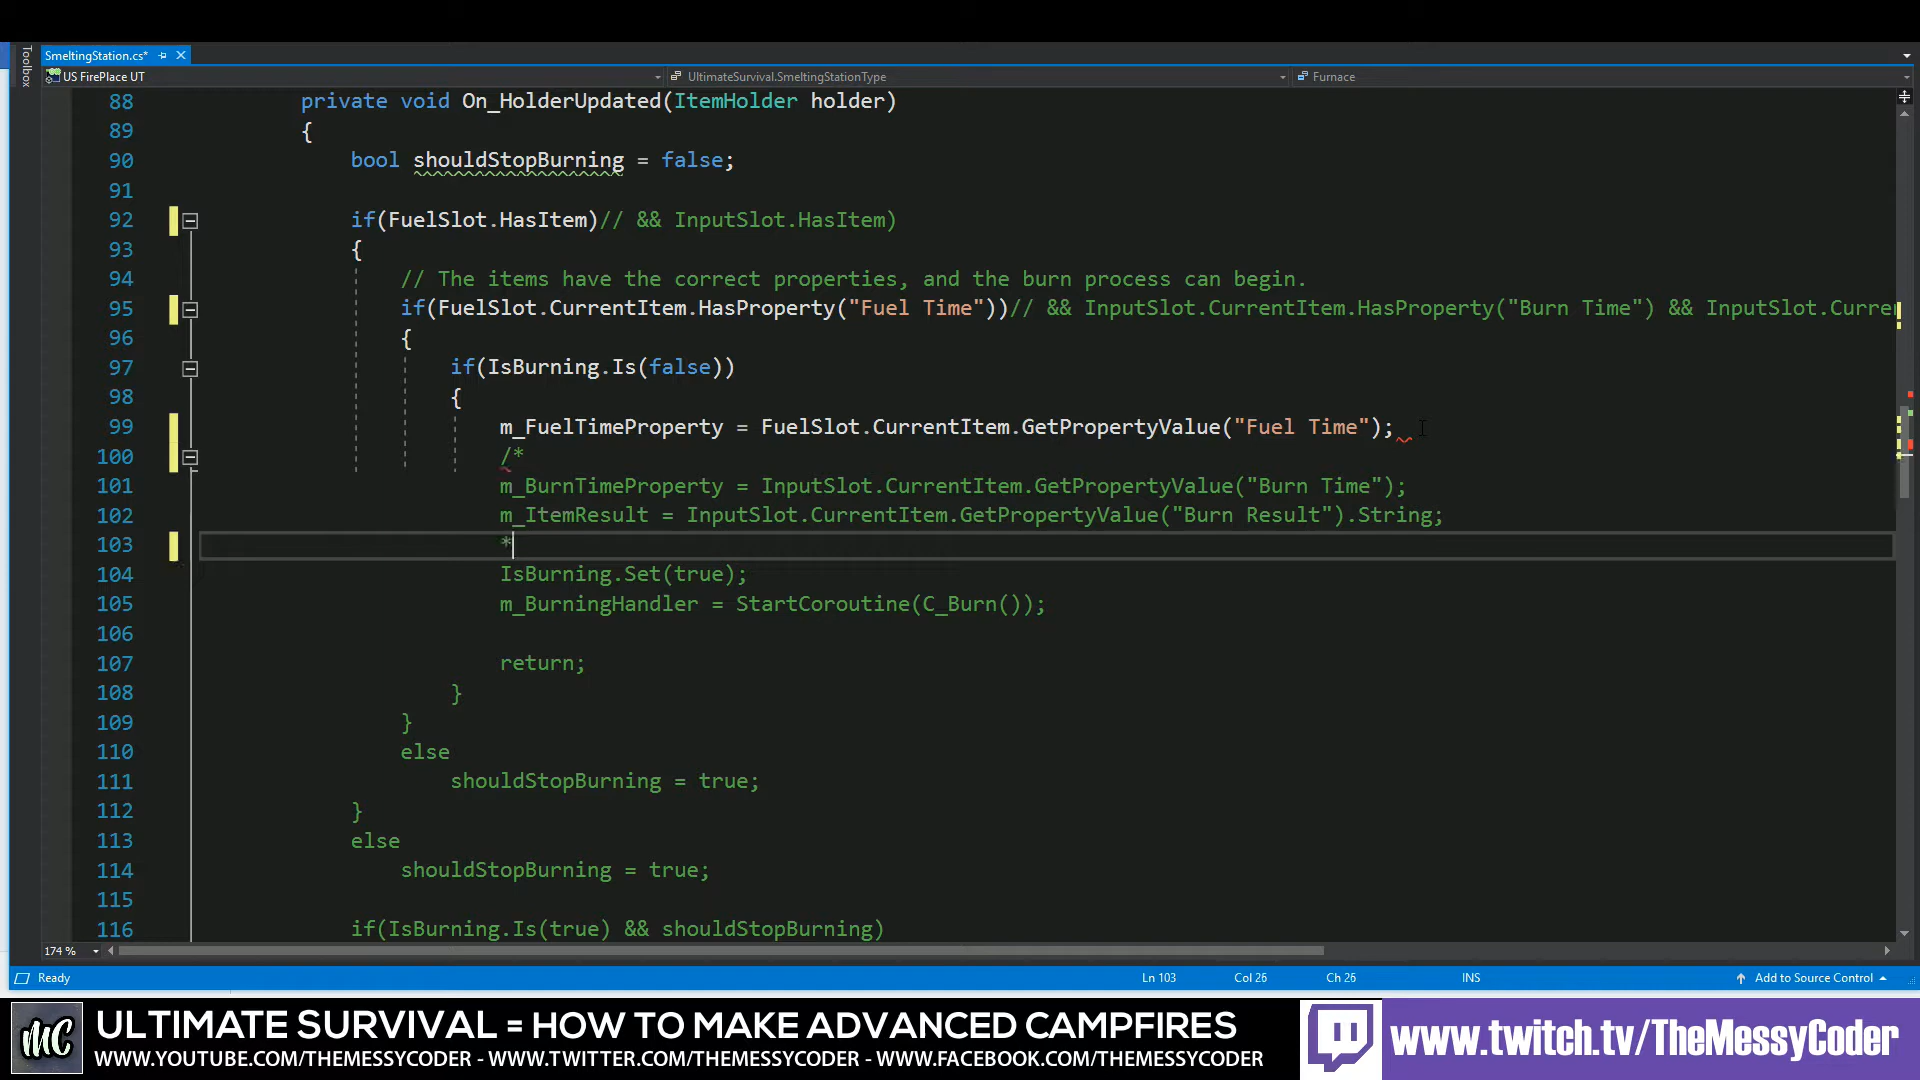 Toolbox
SmeltingStation.cs*
US FirePlace UT
UltimateSurvival.SmeltingStationType
Furnace
88 private void On_HolderUpdated(ItemHolder holder)
89 {
90 bool shouldStopBurning = false;
91
92 if(FuelSlot.HasItem)// && InputSlot.HasItem)
93 {
94 // The items have the correct properties, and the burn process can begin.
95 if(FuelSlot.CurrentItem.HasProperty("Fuel Time"))// && InputSlot.CurrentItem.HasProperty("Burn Time") && InputSlot.Curre
96 {
97 if(IsBurning.Is(false))
98 {
99 m_FuelTimeProperty = FuelSlot.CurrentItem.GetPropertyValue("Fuel Time");
100 /*
101 m_BurnTimeProperty = InputSlot.CurrentItem.GetPropertyValue("Burn Time");
102 m_ItemResult = InputSlot.CurrentItem.GetPropertyValue("Burn Result").String;
103 *
104 IsBurning.Set(true);
105 m_BurningHandler = StartCoroutine(C_Burn());
106
107 return;
108 }
109 }
110 else
111 shouldStopBurning = true;
112 }
113 else
114 shouldStopBurning = true;
115
116 if(IsBurning.Is(true) && shouldStopBurning)
174 %
Ready
Ln 103
Col 26
Ch 26
INS
Add to Source Control
MC
ULTIMATE SURVIVAL = HOW TO MAKE ADVANCED CAMPFIRES
WWW.YOUTUBE.COM/THEMESSYCODER - WWW.TWITTER.COM/THEMESSYCODER - WWW.FACEBOOK.COM/THEMESSYCODER
www.twitch.tv/TheMessyCoder